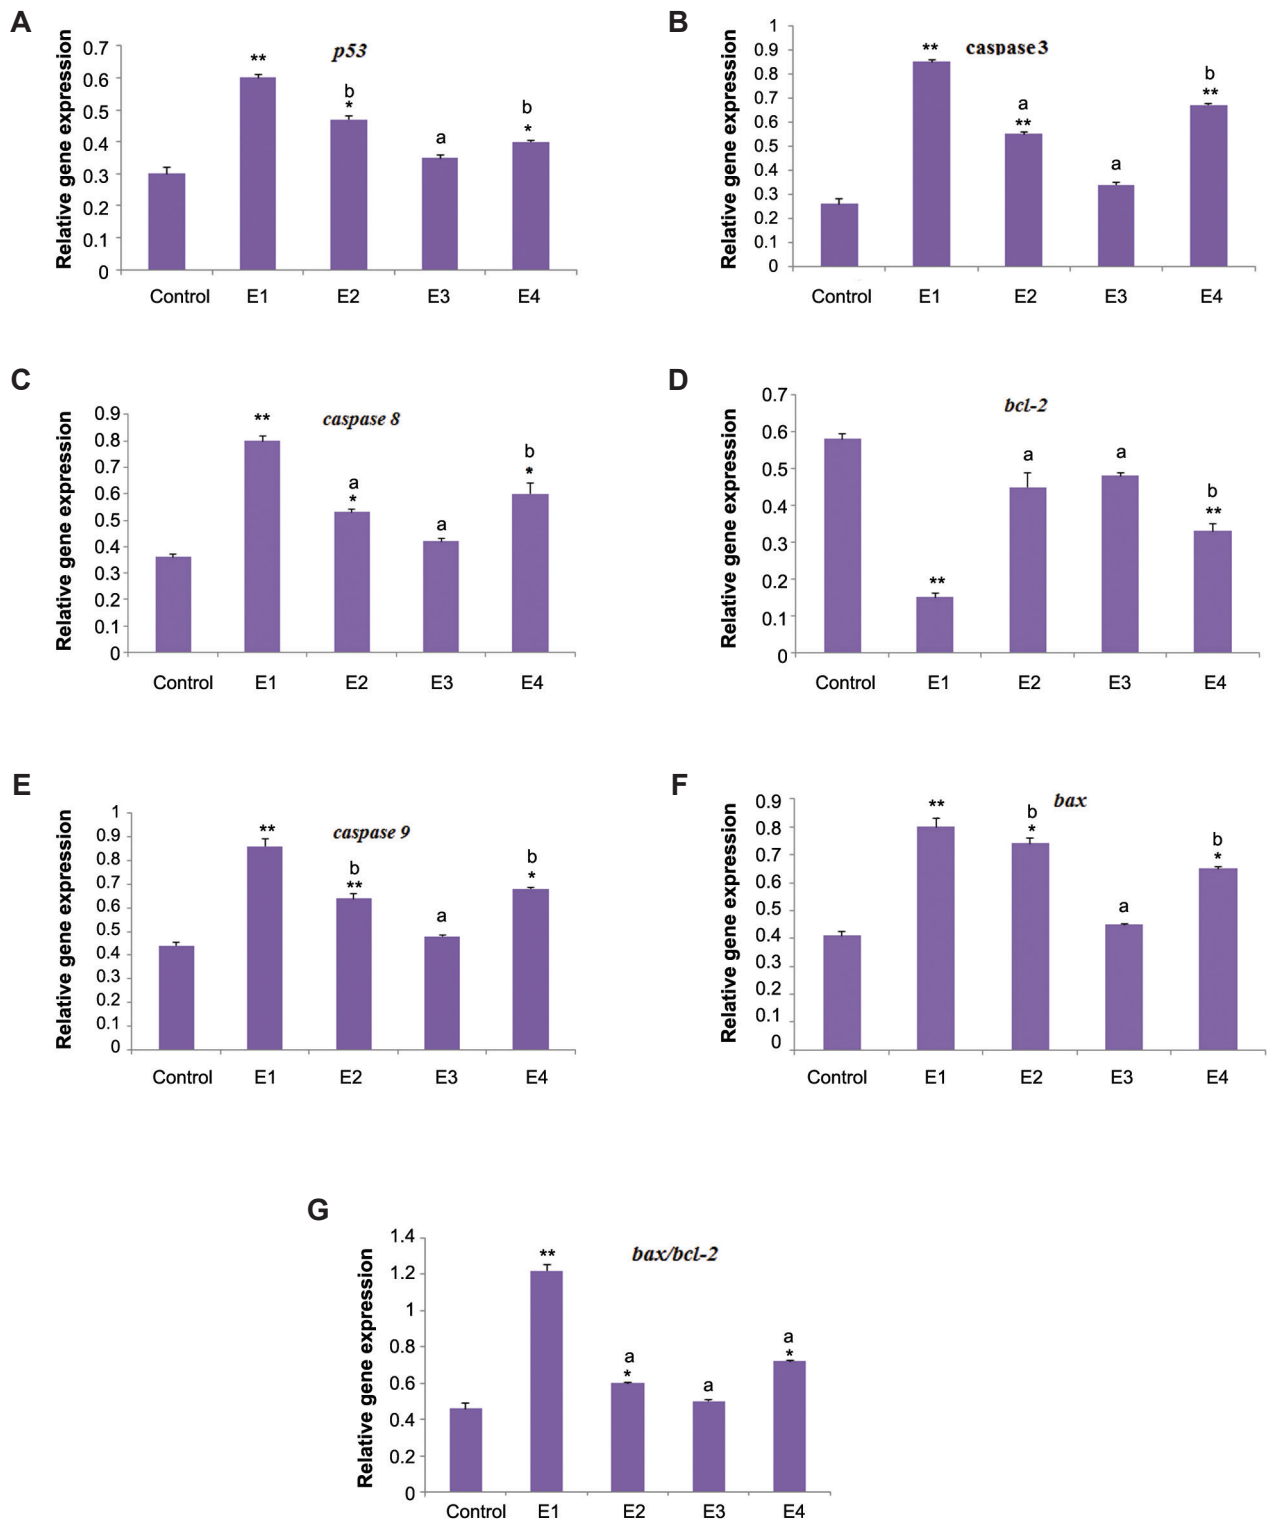 A
p53
Relative gene expression
0.7
0.6
0.5
0.4
0.3
0.2
0.1
0
**
b
*
a
b
*
Control E1 E2 E3 E4
B
caspase 3
Relative gene expression
1
0.9
0.8
0.7
0.6
0.5
0.4
0.3
0.2
0.1
0
**
a
**
a
b
**
Control E1 E2 E3 E4
C
caspase 8
Relative gene expression
0.9
0.8
0.7
0.6
0.5
0.4
0.3
0.2
0.1
0
**
a
*
a
b
*
Control E1 E2 E3 E4
D
bcl-2
Relative gene expression
0.7
0.6
0.5
0.4
0.3
0.2
0.1
0
**
a
a
b
**
Control E1 E2 E3 E4
E
caspase 9
Relative gene expression
1
0.9
0.8
0.7
0.6
0.5
0.4
0.3
0.2
0.1
0
**
b
**
a
b
*
Control E1 E2 E3 E4
F
bax
Relative gene expression
0.9
0.8
0.7
0.6
0.5
0.4
0.3
0.2
0.1
0
**
b
*
a
b
*
Control E1 E2 E3 E4
G
bax/bcl-2
Relative gene expression
1.4
1.2
1
0.8
0.6
0.4
0.2
0
**
a
*
a
a
*
Control E1 E2 E3 E4